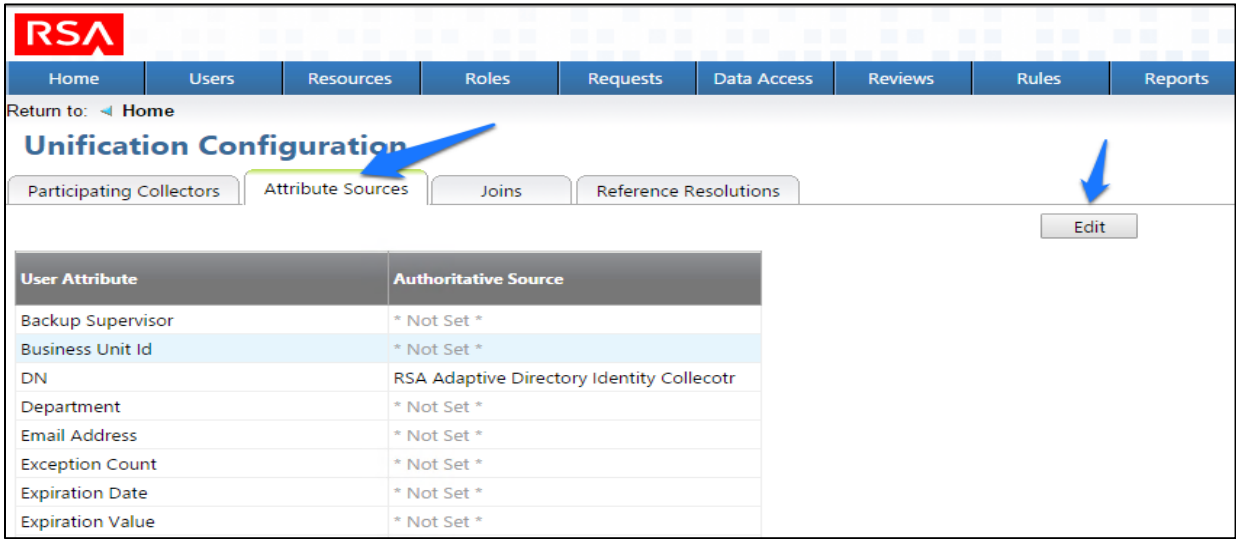 RSA
Home Users Resources Roles Requests Data Access Reviews Rules Reports
Return to: Home
Unification Configuration
Participating Collectors Attribute Sources Joins Reference Resolutions
Edit
User Attribute Authoritative Source
Backup Supervisor * Not Set *
Business Unit Id * Not Set *
DN RSA Adaptive Directory Identity Collecotr
Department * Not Set *
Email Address * Not Set *
Exception Count * Not Set *
Expiration Date * Not Set *
Expiration Value * Not Set *